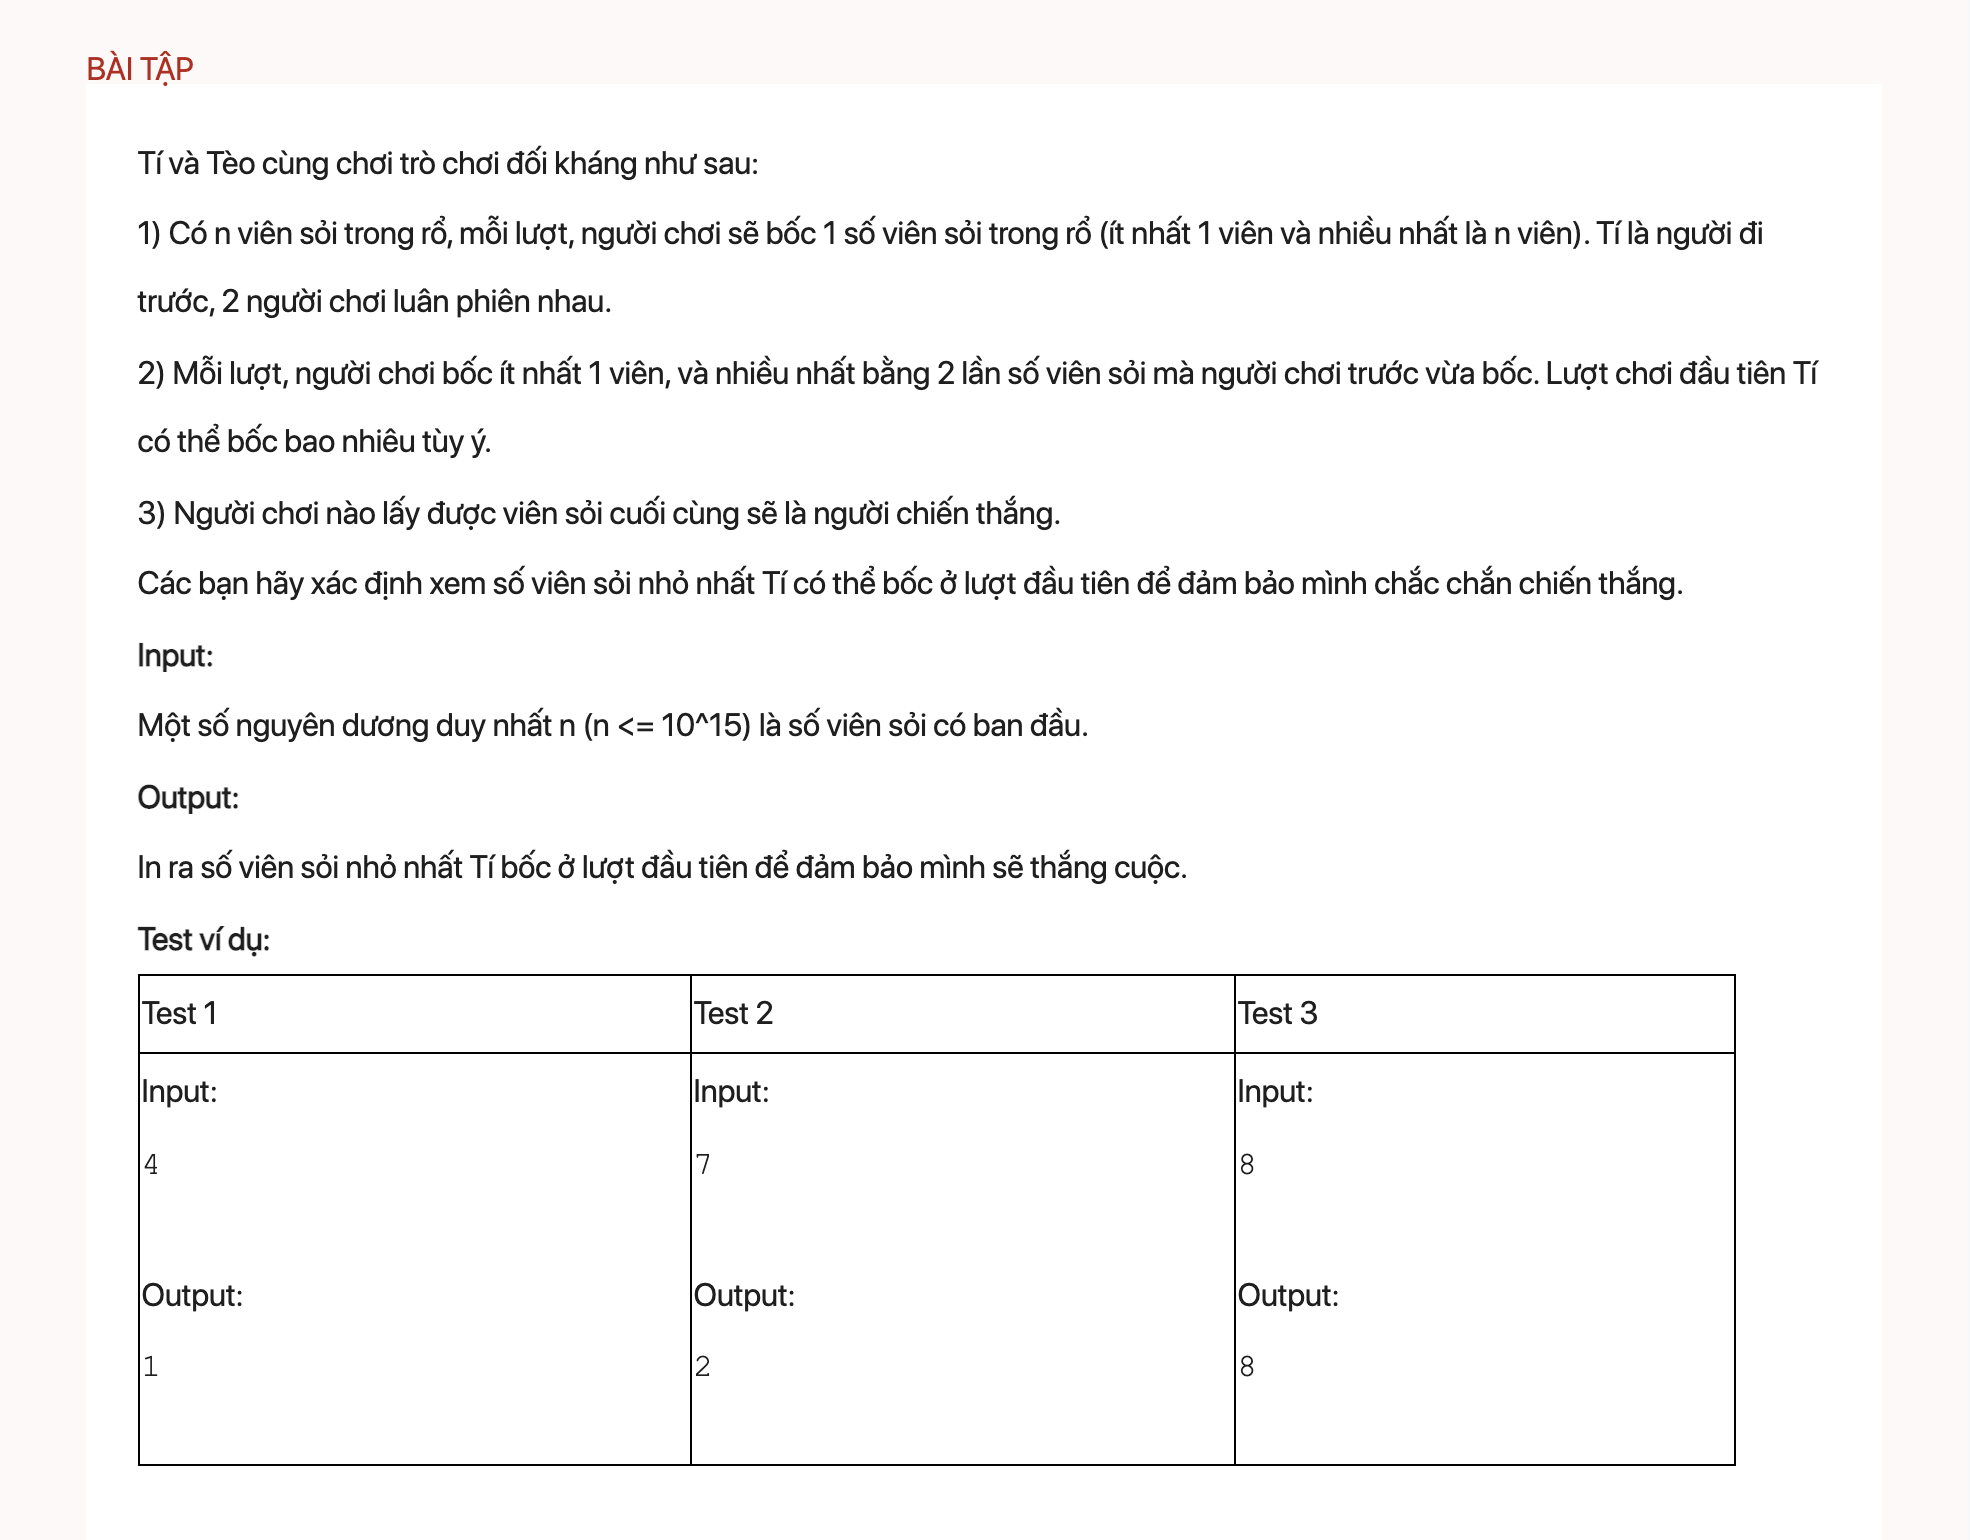 BÀI TẬP
Tí và Tèo cùng chơi trò chơi đối kháng như sau:
1) Có n viên sỏi trong rổ, mỗi lượt, người chơi sẽ bốc 1 số viên sỏi trong rổ (ít nhất 1 viên và nhiều nhất là n viên). Tí là người đi
trước, 2 người chơi luân phiên nhau.
2) Mỗi lượt, người chơi bốc ít nhất 1 viên, và nhiều nhất bằng 2 lần số viên sỏi mà người chơi trước vừa bốc. Lượt chơi đầu tiên Tí
có thể bốc bao nhiêu tùy ý.
3) Người chơi nào lấy được viên sỏi cuối cùng sẽ là người chiến thắng.
Các bạn hãy xác định xem số viên sỏi nhỏ nhất Tí có thể bốc ở lượt đầu tiên để đảm bảo mình chắc chắn chiến thắng.
Input:
Một số nguyên dương duy nhất n (n <= 10^15) là số viên sỏi có ban đầu.
Output:
In ra số viên sỏi nhỏ nhất Tí bốc ở lượt đầu tiên để đảm bảo mình sẽ thắng cuộc.
Test ví dụ:
Test 1 Test 2 Test 3
Input: Input: Input:
4 7 8
Output: Output: Output:
1 2 8